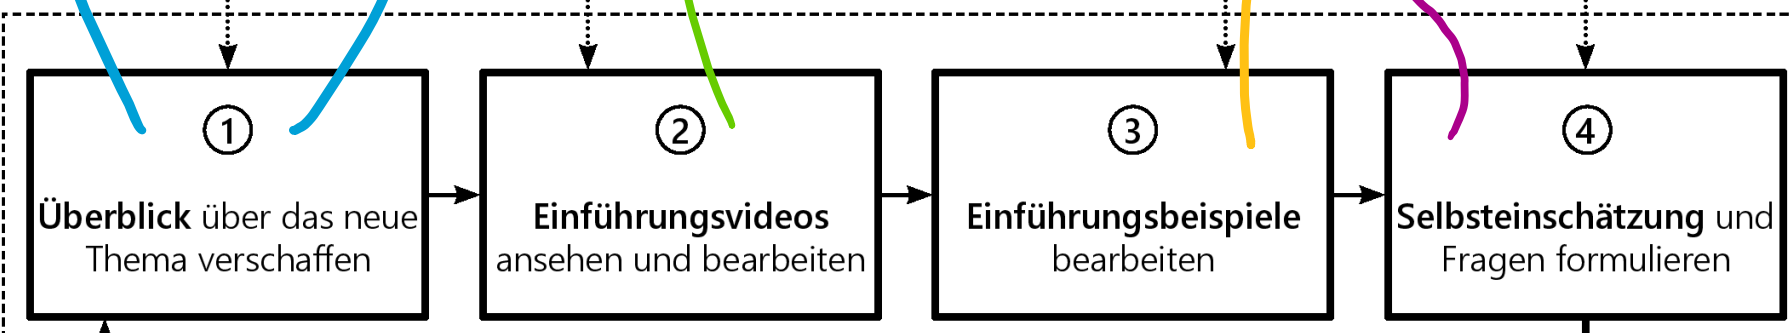 1
Überblick über das neue
Thema verschaffen
2
Einführungsvideos
ansehen und bearbeiten
3
Einführungsbeispiele
bearbeiten
4
Selbsteinschätzung und
Fragen formulieren